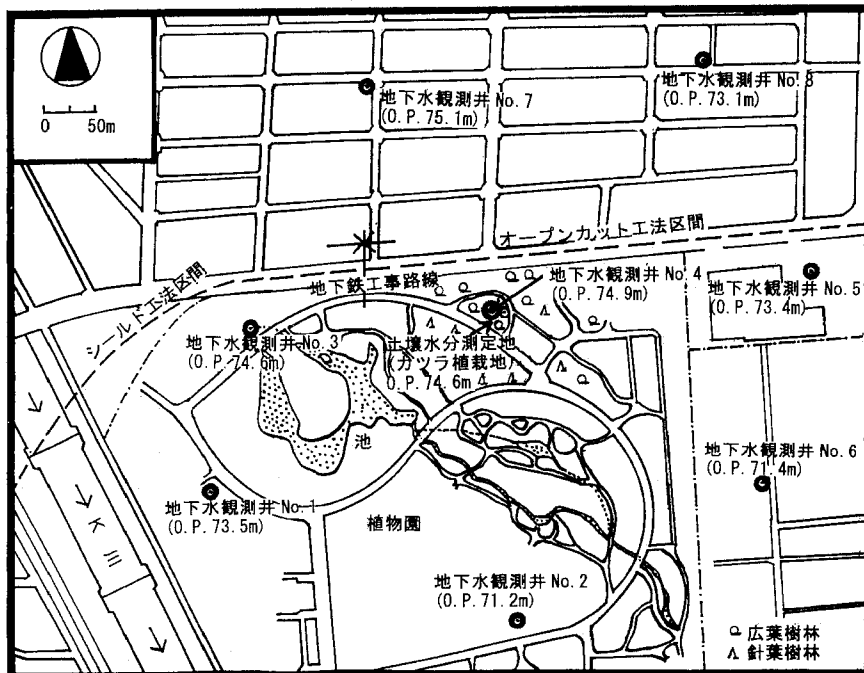 0 50m
地下水観測井 No.7
(O.P.75.1m)
地下水観測井 No.8
(O.P.73.1m)
オープンカット工法区間
シールド工法区間
地下鉄工事路線
地下水観測井 No.4
(O.P.74.9m)
地下水観測井 No.5
(O.P.73.4m)
地下水観測井 No.3
(O.P.74.6m)
土壌水分測定地
(カツラ植栽地)
O.P.74.6m
池
地下水観測井 No.6
(O.P.71.4m)
地下水観測井 No.1
(O.P.73.5m)
植物園
地下水観測井 No.2
(O.P.71.2m)
広葉樹林
針葉樹林